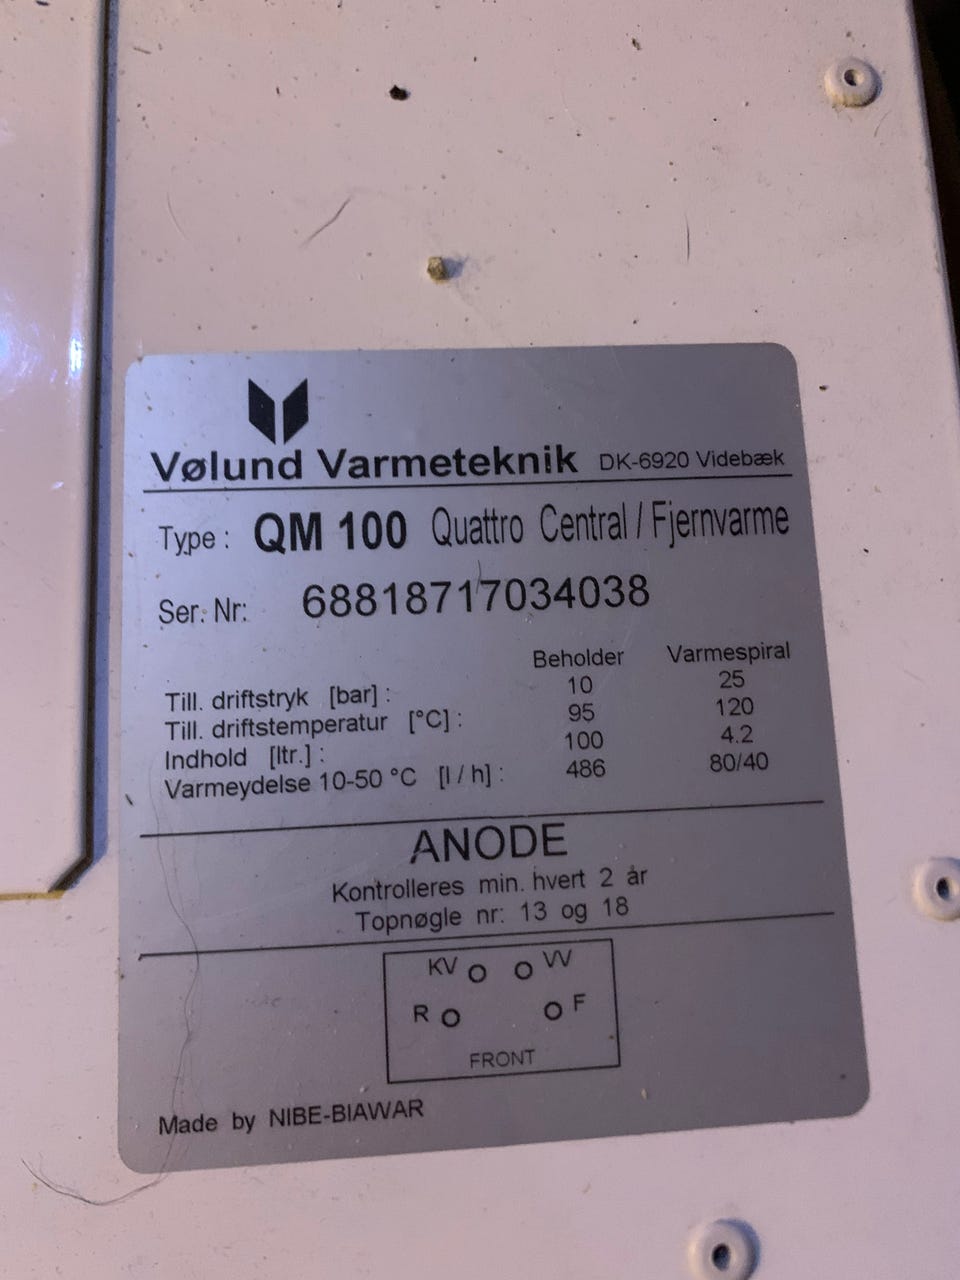 Vølund Varmeteknik DK-6920 Videbæk
Type : QM 100 Quattro Central / Fjernvarme
Ser. Nr: 68818717034038
Beholder Varmespiral
Till. driftstryk [bar] : 10 25
Till. driftstemperatur [°C] : 95 120
Indhold [ltr.] : 100 4.2
Varmeydelse 10-50 °C [l / h] : 486 80/40
ANODE
Kontrolleres min. hvert 2 år
Topnøgle nr: 13 og 18
KV VV
R F
FRONT
Made by NIBE-BIAWAR